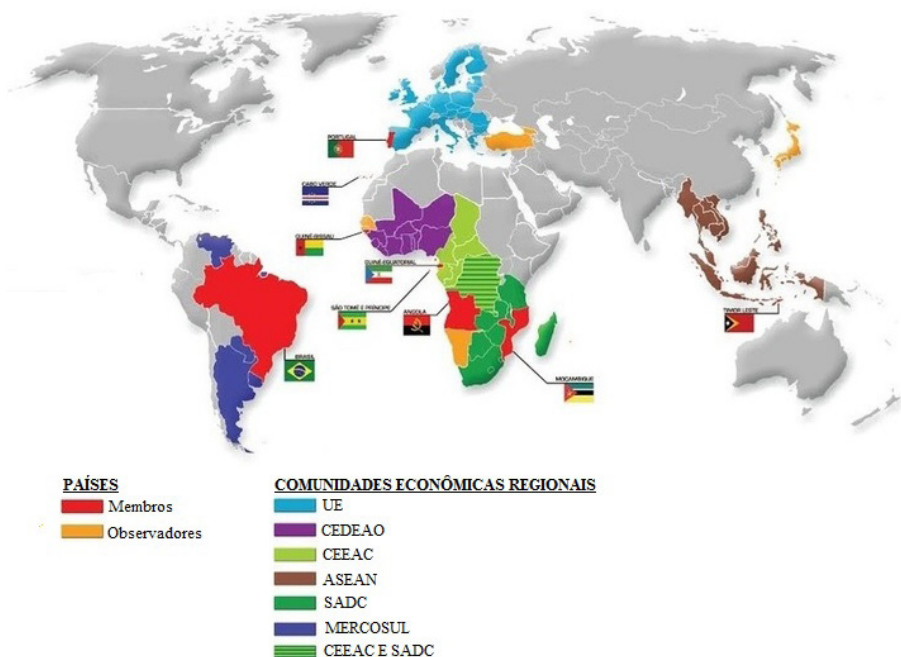 PORTUGAL
CABO VERDE
GUINÉ-BISSAU
GUINÉ-EQUATORIAL
SÃO TOMÉ E PRÍNCIPE
ANGOLA
TIMOR LESTE
BRASIL
MOÇAMBIQUE
PAÍSES
Membros
Observadores
COMUNIDADES ECONÔMICAS REGIONAIS
UE
CEDEAO
CEEAC
ASEAN
SADC
MERCOSUL
CEEAC E SADC